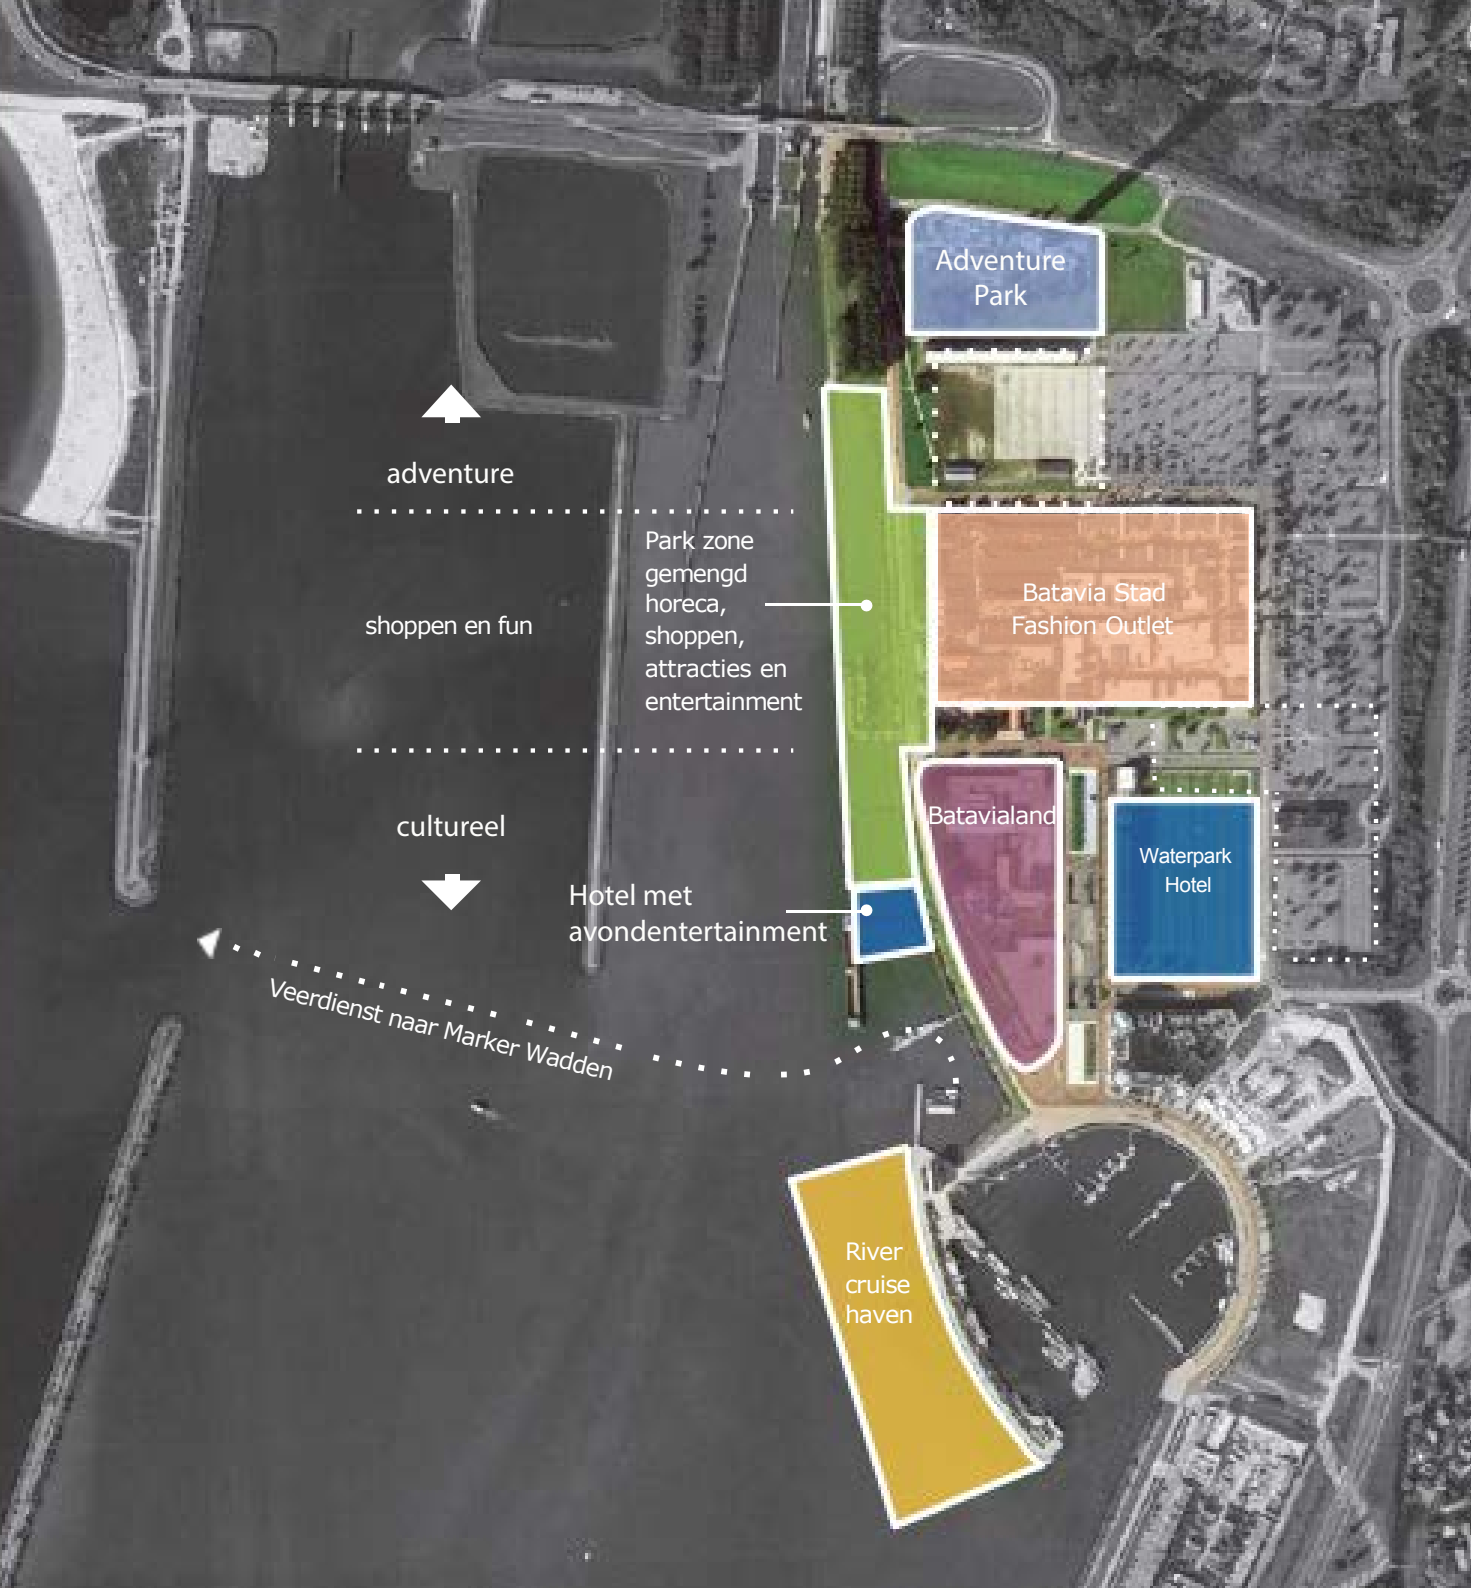 Adventure
Park
adventure
Park zone
gemengd
horeca,
shoppen,
attracties en
entertainment
Batavia Stad
Fashion Outlet
shoppen en fun
cultureel
Batavialand
Waterpark
Hotel
Hotel met
avondentertainment
Veerdienst naar Marker Wadden
River
cruise
haven